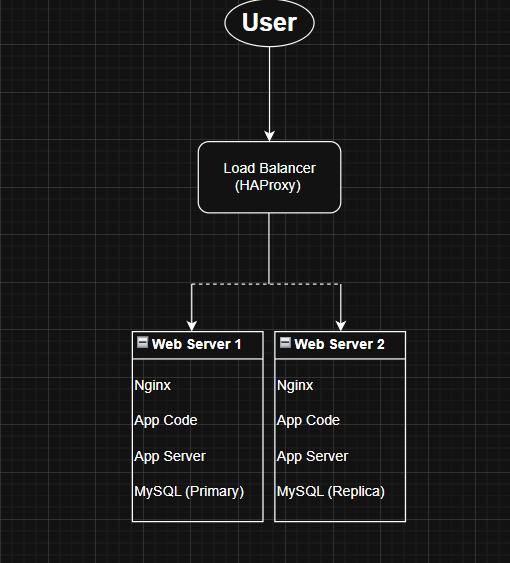 User
Load Balancer
(HAProxy)
Web Server 1
Nginx
App Code
App Server
MySQL (Primary)
Web Server 2
Nginx
App Code
App Server
MySQL (Replica)